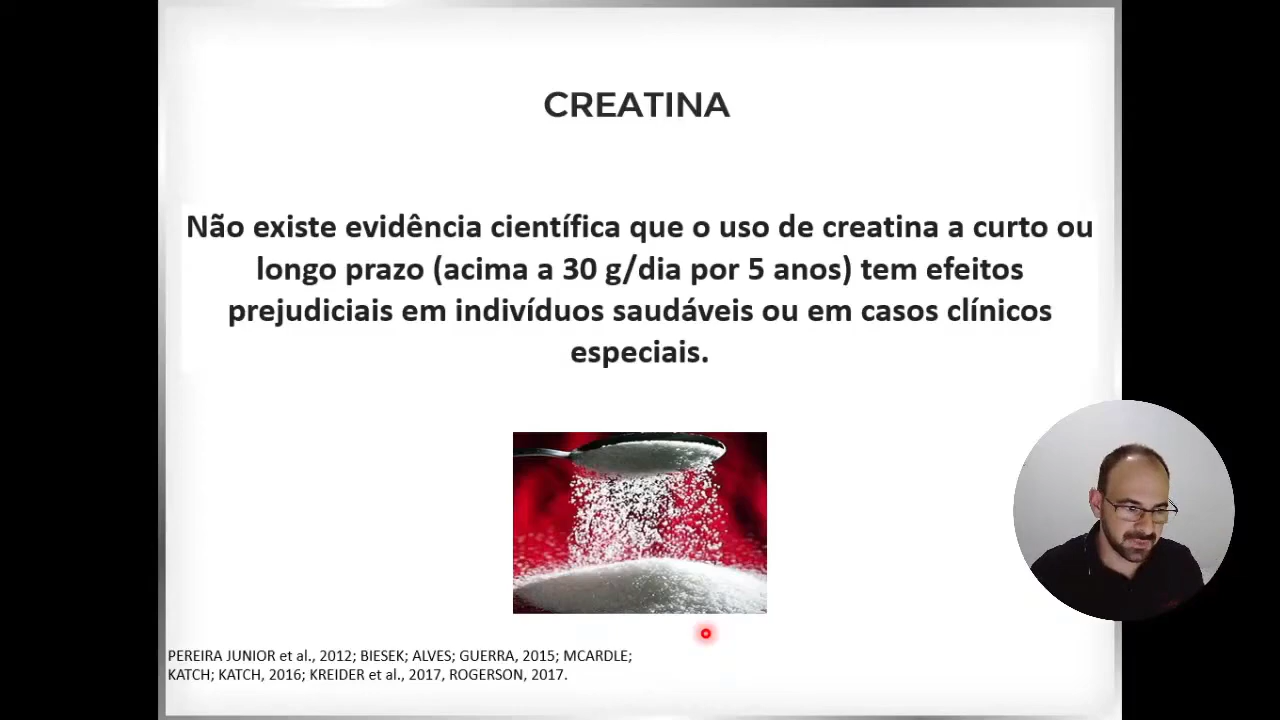 CREATINA
Não existe evidência científica que o uso de creatina a curto ou
longo prazo (acima a 30 g/dia por 5 anos) tem efeitos
prejudiciais em indivíduos saudáveis ou em casos clínicos
especiais.
PEREIRA JUNIOR et al., 2012; BIESEK; ALVES; GUERRA, 2015; MCARDLE;
KATCH; KATCH, 2016; KREIDER et al., 2017, ROGERSON, 2017.